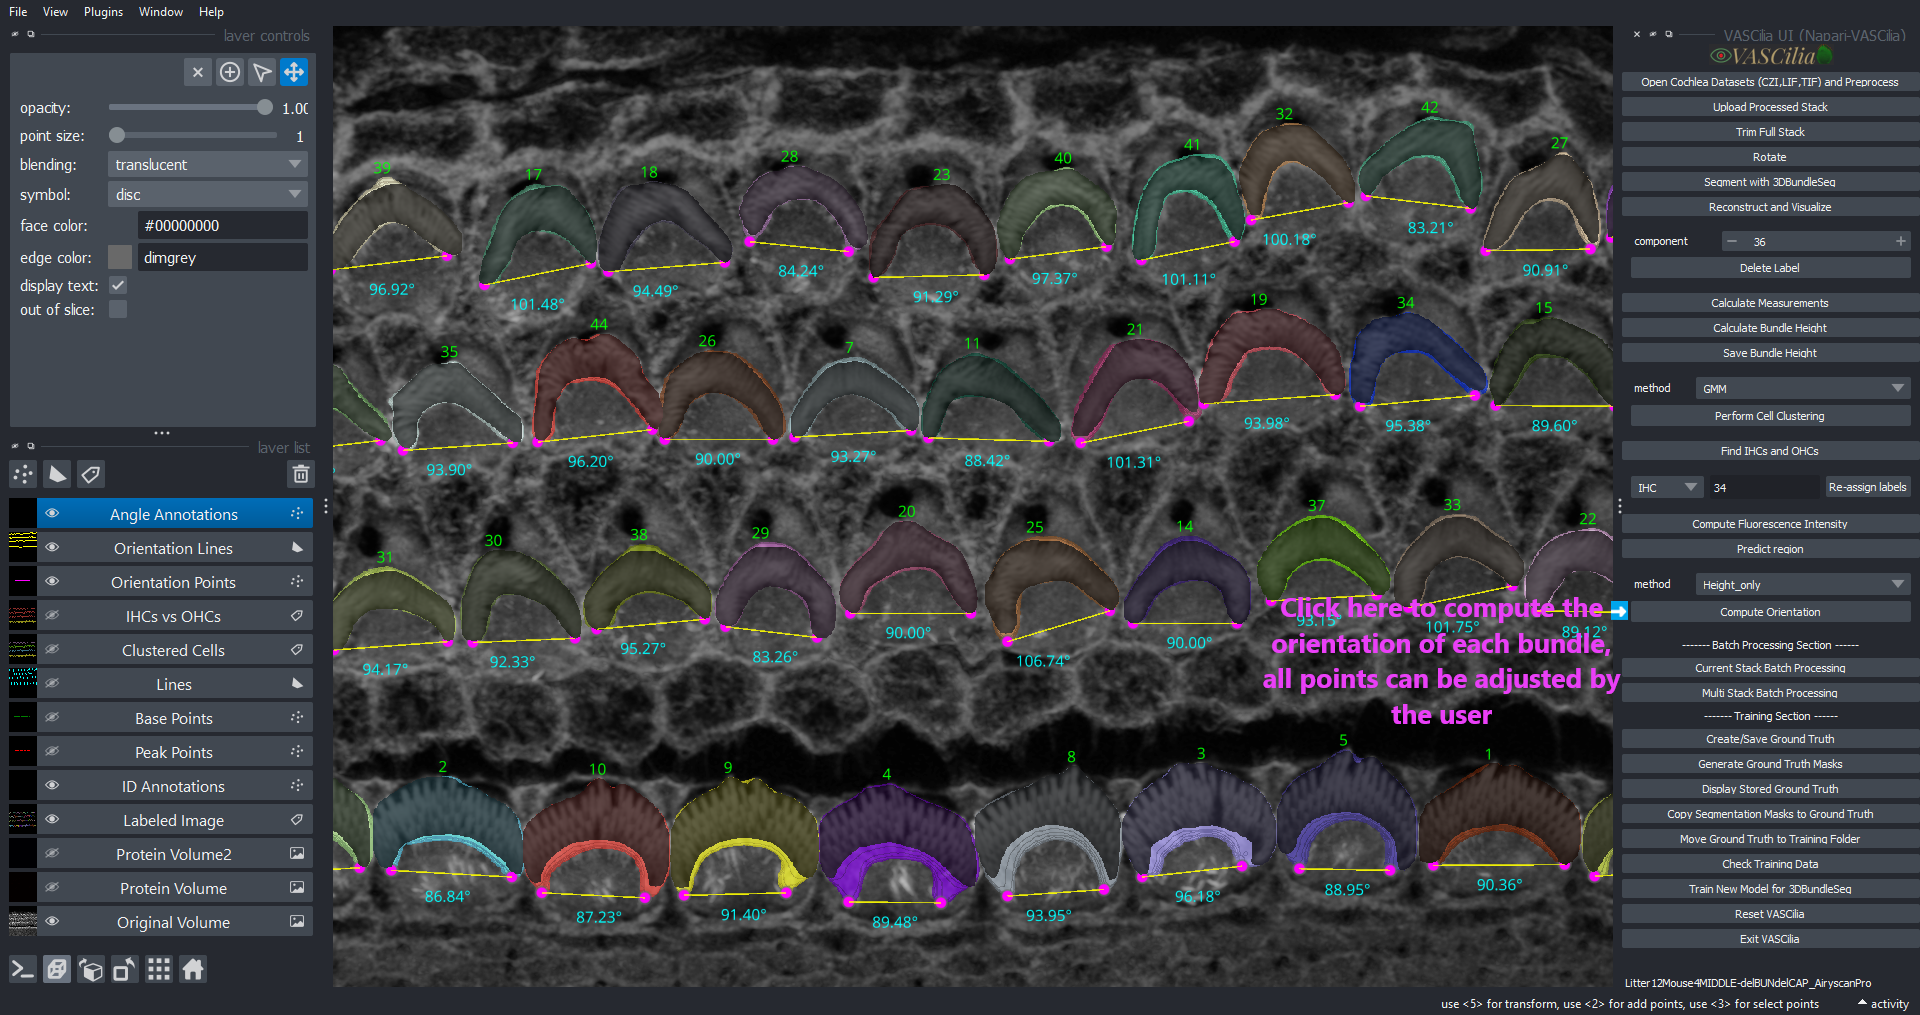 File View Plugins Window Help
layer controls
opacity: 1.00
point size: 1
blending: translucent
symbol: disc
face color: #00000000
edge color: dimgrey
display text:
out of slice:
layer list
Angle Annotations
Orientation Lines
Orientation Points
IHCs vs OHCs
Clustered Cells
Lines
Base Points
Peak Points
ID Annotations
Labeled Image
Protein Volume2
Protein Volume
Original Volume
39 17 18 28 23 40 41 32 42 27
96.92° 101.48° 94.49° 84.24° 91.29° 97.37° 101.11° 100.18° 83.21° 90.91°
35 44 26 7 11 21 19 34 15
93.90° 96.20° 90.00° 93.27° 88.42° 101.31° 93.98° 95.38° 89.60°
31 30 38 29 20 25 14 37 33 22
94.17° 92.33° 95.27° 83.26° 90.00° 106.74° 90.00° 93.15° 101.75° 89.12°
Click here to compute the
orientation of each bundle,
all points can be adjusted by
the user
2 10 9 4 8 3 5 1
86.84° 87.23° 91.40° 89.48° 93.95° 96.18° 88.95° 90.36°
VASCilia UI (Napari-VASCilia)
VASCilia
Open Cochlea Datasets (CZI,LIF,TIF) and Preprocess
Upload Processed Stack
Trim Full Stack
Rotate
Segment with 3DBundleSeg
Reconstruct and Visualize
component 36
Delete Label
Calculate Measurements
Calculate Bundle Height
Save Bundle Height
method GMM
Perform Cell Clustering
Find IHCs and OHCs
IHC 34 Re-assign labels
Compute Fluorescence Intensity
Predict region
method Height_only
Compute Orientation
------- Batch Processing Section ------
Current Stack Batch Processing
Multi Stack Batch Processing
------- Training Section ------
Create/Save Ground Truth
Generate Ground Truth Masks
Display Stored Ground Truth
Copy Segmentation Masks to Ground Truth
Move Ground Truth to Training Folder
Check Training Data
Train New Model for 3DBundleSeg
Reset VASCilia
Exit VASCilia
Litter12Mouse4MIDDLE-delBUNdelCAP_AiryscanPro
use <5> for transform, use <2> for add points, use <3> for select points activity